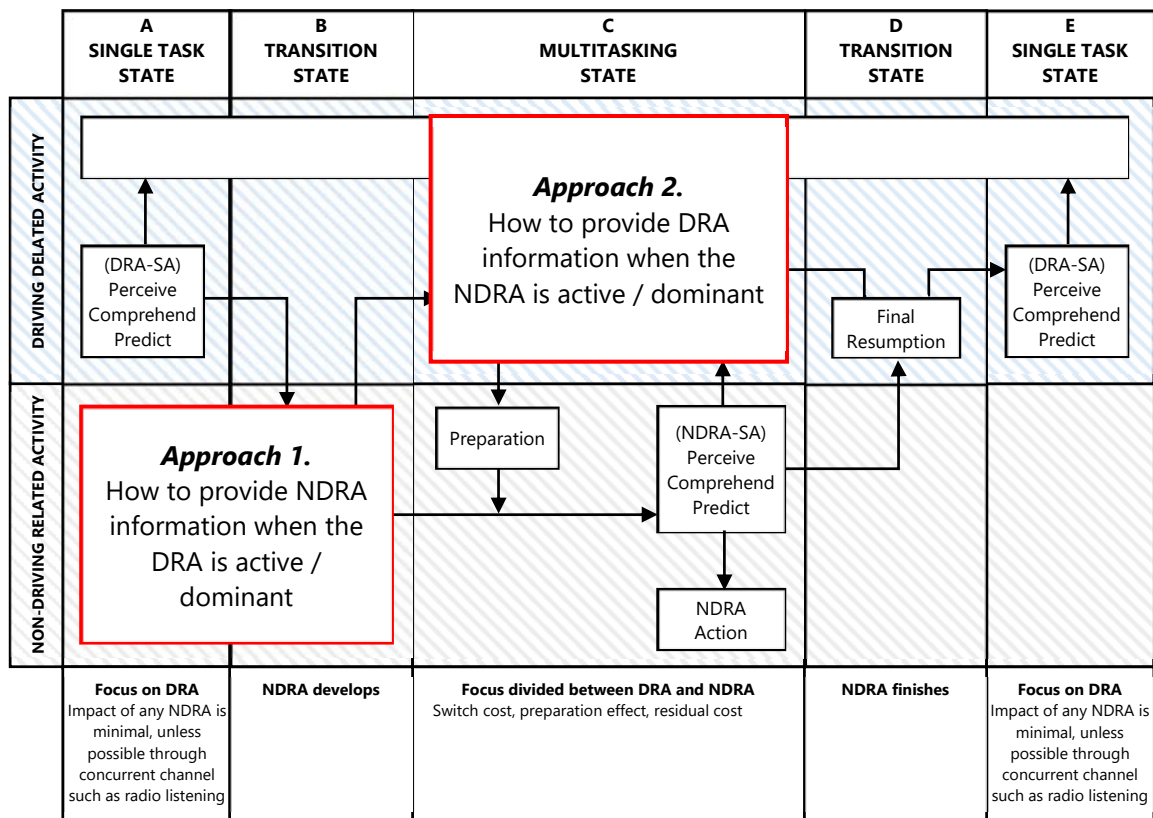 A
SINGLE TASK
STATE
B
TRANSITION
STATE
C
MULTITASKING
STATE
D
TRANSITION
STATE
E
SINGLE TASK
STATE
DRIVING DELATED ACTIVITY
(DRA-SA)
Perceive
Comprehend
Predict
Approach 2.
How to provide DRA
information when the
NDRA is active / dominant
Final
Resumption
(DRA-SA)
Perceive
Comprehend
Predict
NON-DRIVING RELATED ACTIVITY
Approach 1.
How to provide NDRA
information when the
DRA is active /
dominant
Preparation
(NDRA-SA)
Perceive
Comprehend
Predict
NDRA
Action
Focus on DRA
Impact of any NDRA is
minimal, unless
possible through
concurrent channel
such as radio listening
NDRA develops
Focus divided between DRA and NDRA
Switch cost, preparation effect, residual cost
NDRA finishes
Focus on DRA
Impact of any NDRA is
minimal, unless
possible through
concurrent channel
such as radio listening